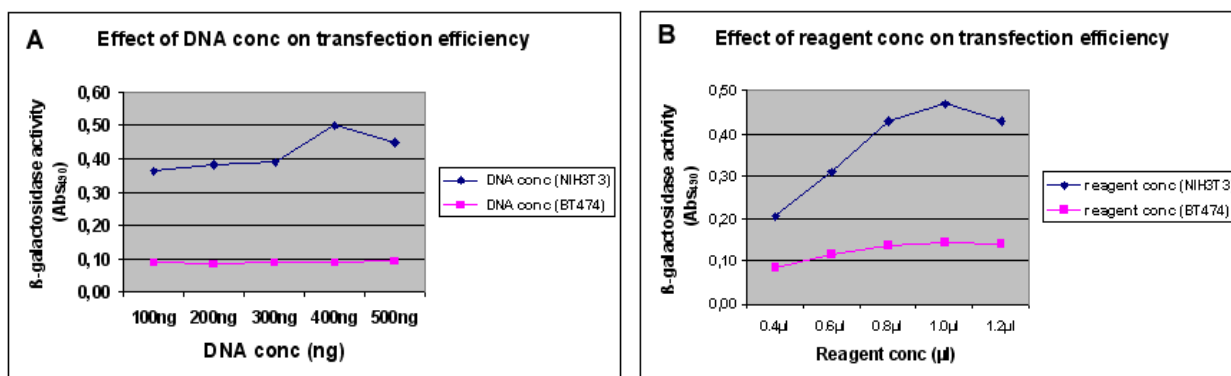 A
Effect of DNA conc on transfection efficiency
0,60
0,50
0,40
0,30
0,20
0,10
0,00
ß-galactosidase activity
(Abs₄₉₀)
100ng 200ng 300ng 400ng 500ng
DNA conc (ng)
DNA conc (NIH3T3)
DNA conc (BT474)
B
Effect of reagent conc on transfection efficiency
0,50
0,40
0,30
0,20
0,10
0,00
ß-galactosidase activity
(Abs₄₉₀)
0.4µl 0.6µl 0.8µl 1.0µl 1.2µl
Reagent conc (µl)
reagent conc (NIH3T3
reagent conc (BT474)